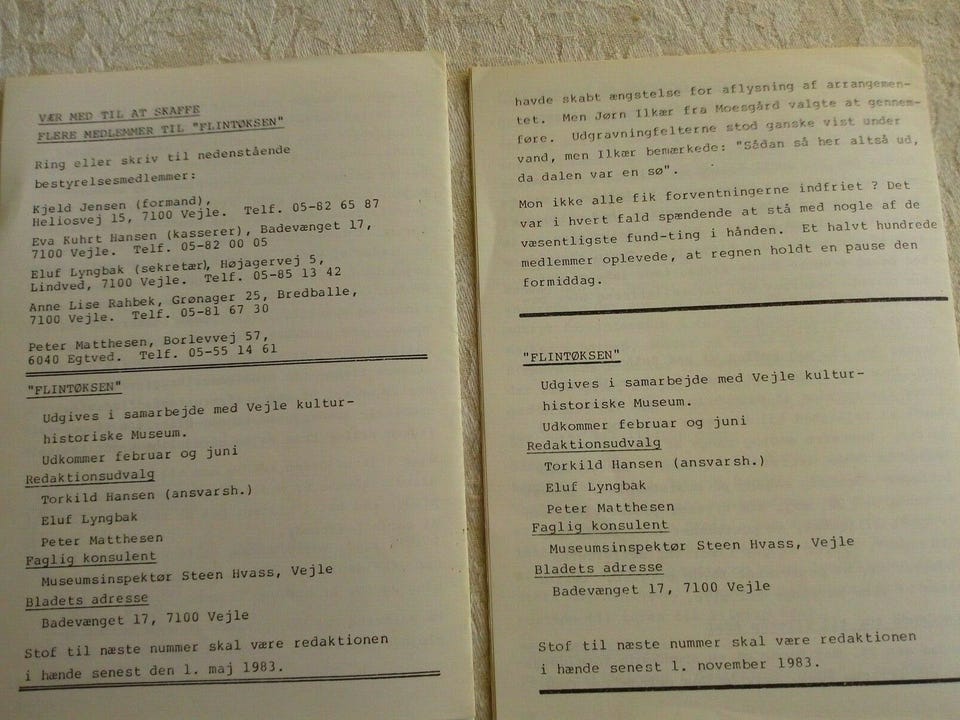 VÆR MED TIL AT SKAFFE
FLERE MEDLEMMER TIL "FLINTØKSEN"
Ring eller skriv til nedenstående
bestyrelsesmedlemmer:
Kjeld Jensen (formand),
Heliosvej 15, 7100 Vejle. Telf. 05-82 65 87
Eva Kuhrt Hansen (kasserer), Badevænget 17,
7100 Vejle. Telf. 05-82 00 05
Eluf Lyngbak (sekretær), Højagervej 5,
Lindved, 7100 Vejle. Telf. 05-85 13 42
Anne Lise Rahbek, Grønager 25, Bredballe,
7100 Vejle. Telf. 05-81 67 30
Peter Matthesen, Borlevvej 57,
6040 Egtved. Telf. 05-55 14 61
"FLINTØKSEN"
Udgives i samarbejde med Vejle kultur-
historiske Museum.
Udkommer februar og juni
Redaktionsudvalg
Torkild Hansen (ansvarsh.)
Eluf Lyngbak
Peter Matthesen
Faglig konsulent
Museumsinspektør Steen Hvass, Vejle
Bladets adresse
Badevænget 17, 7100 Vejle
Stof til næste nummer skal være redaktionen
i hænde senest den 1. maj 1983.
havde skabt ængstelse for aflysning af arrangemen-
tet. Men Jørn Ilkær fra Moesgård valgte at gennem-
føre. Udgravningfelterne stod ganske vist under
vand, men Ilkær bemærkede: "Sådan så her altså ud,
da dalen var en sø".
Mon ikke alle fik forventningerne indfriet ? Det
var i hvert fald spændende at stå med nogle af de
væsentligste fund-ting i hånden. Et halvt hundrede
medlemmer oplevede, at regnen holdt en pause den
formiddag.
"FLINTØKSEN"
Udgives i samarbejde med Vejle kultur-
historiske Museum.
Udkommer februar og juni
Redaktionsudvalg
Torkild Hansen (ansvarsh.)
Eluf Lyngbak
Peter Matthesen
Faglig konsulent
Museumsinspektør Steen Hvass, Vejle
Bladets adresse
Badevænget 17, 7100 Vejle
Stof til næste nummer skal være redaktionen
i hænde senest 1. november 1983.